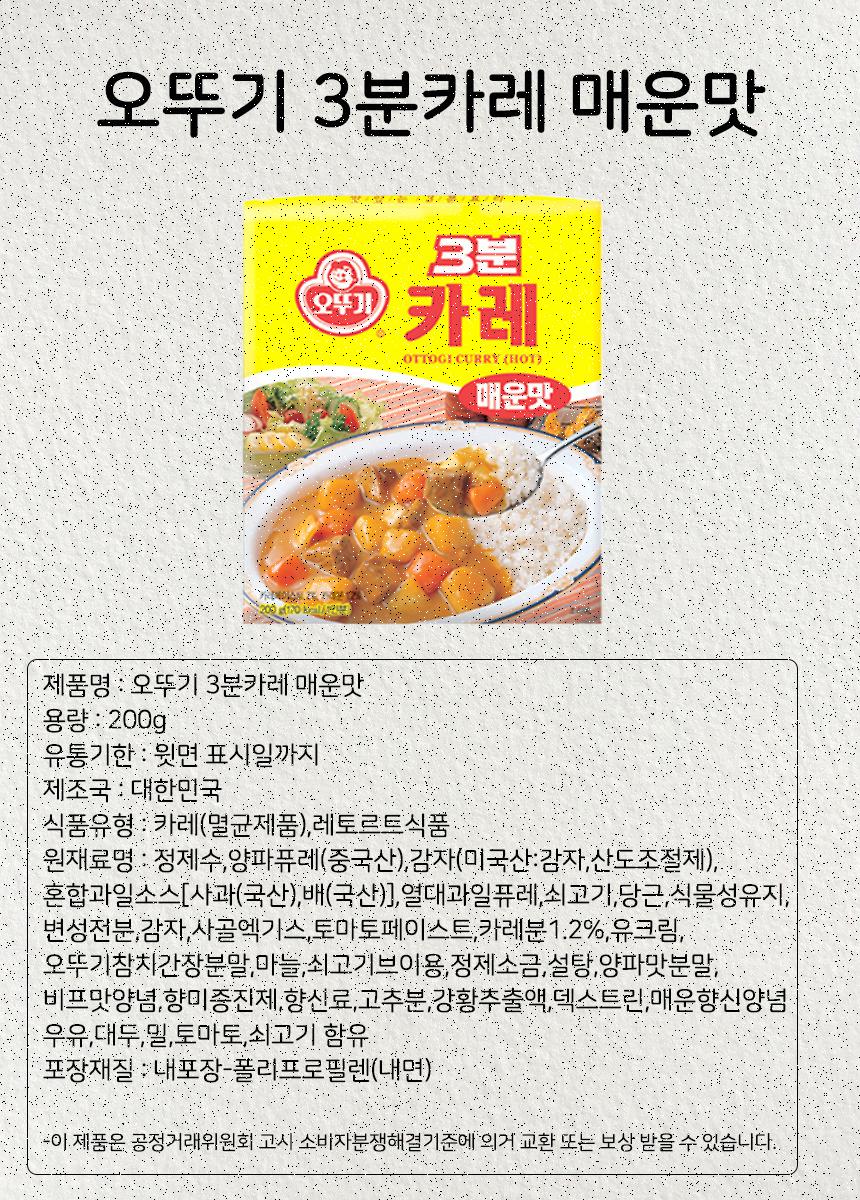 오뚜기 3분카레 매운맛
3분
오뚜기
카레
OTTOGI CURRY (HOT)
매운맛
200 g(170 kcal/1인분)
제품명 : 오뚜기 3분카레 매운맛
용량 : 200g
유통기한 : 윗면 표시일까지
제조국 : 대한민국
식품유형 : 카레(멸균제품),레토르트식품
원재료명 : 정제수,양파퓨레(중국산),감자(미국산:감자,산도조절제),
혼합과일소스[사과(국산),배(국산)],열대과일퓨레,쇠고기,당근,식물성유지,
변성전분,감자,사골엑기스,토마토페이스트,카레분1.2%,유크림,
오뚜기참치간장분말,마늘,쇠고기브이용,정제소금,설탕,양파맛분말,
비프맛양념,향미증진제,향신료,고추분,강황추출액,덱스트린,매운향신양념
우유,대두,밀,토마토,쇠고기 함유
포장재질 : 내포장-폴리프로필렌(내면)
-이 제품은 공정거래위원회 고시 소비자분쟁해결기준에 의거 교환 또는 보상 받을 수 있습니다.